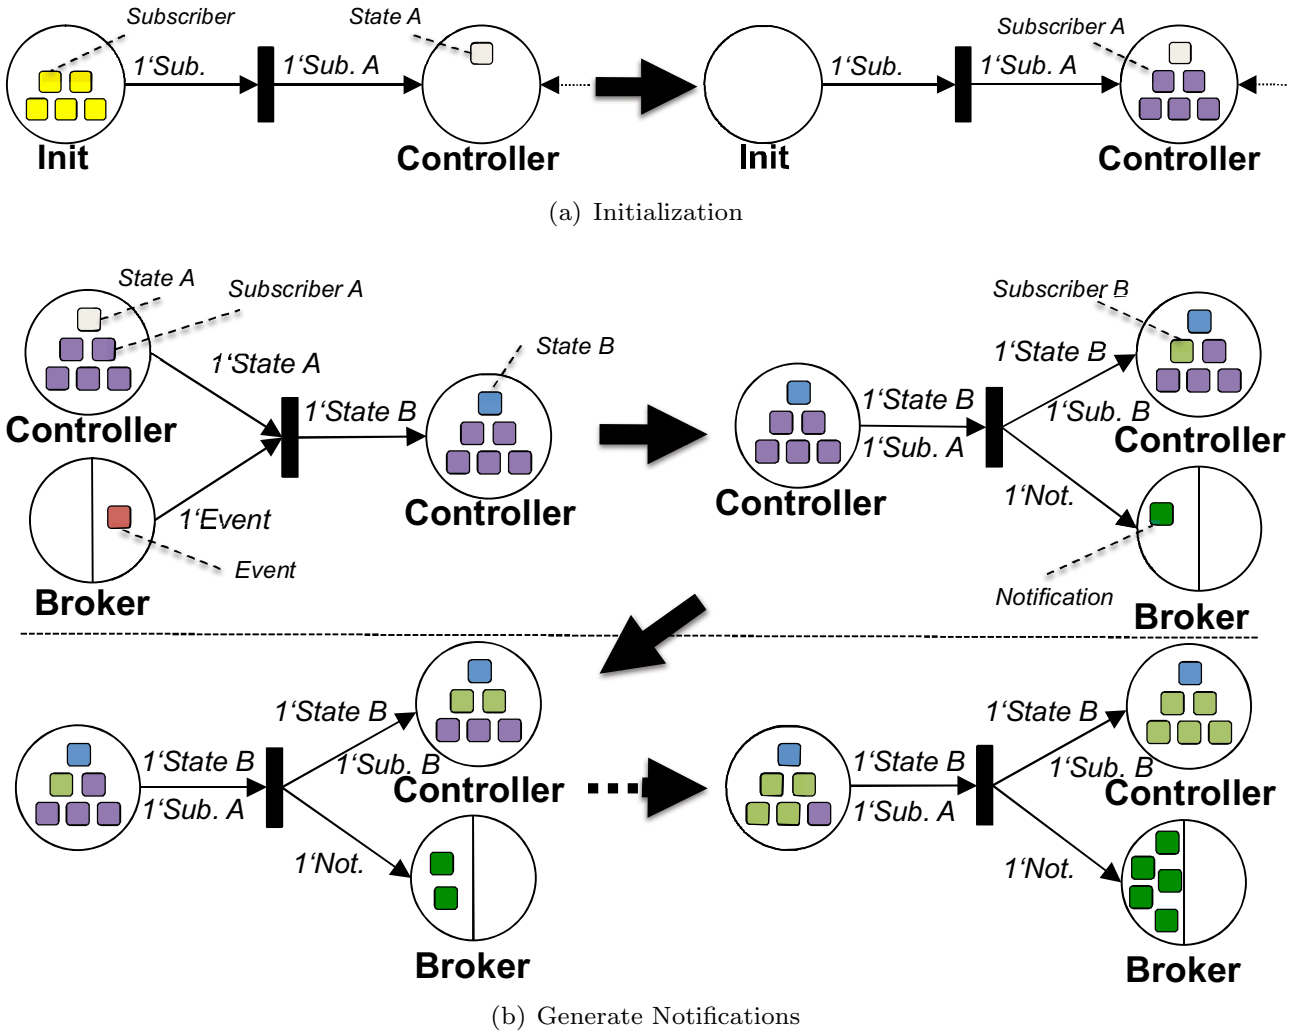 Subscriber
State A
Subscriber A
1‘Sub.
1‘Sub. A
1‘Sub.
1‘Sub. A
Init
Controller
Init
Controller
(a) Initialization
State A
Subscriber A
1‘State A
State B
1‘State B
Controller
Controller
1‘Event
Event
Broker
Subscriber B
1‘State B
1‘State B
1‘Sub. A
1‘Sub. B
Controller
Controller
1‘Not.
Notification
Broker
1‘State B
1‘State B
1‘Sub. A
1‘Sub. B
Controller
1‘Not.
Broker
1‘State B
1‘State B
1‘Sub. A
1‘Sub. B
Controller
1‘Not.
Broker
(b) Generate Notifications